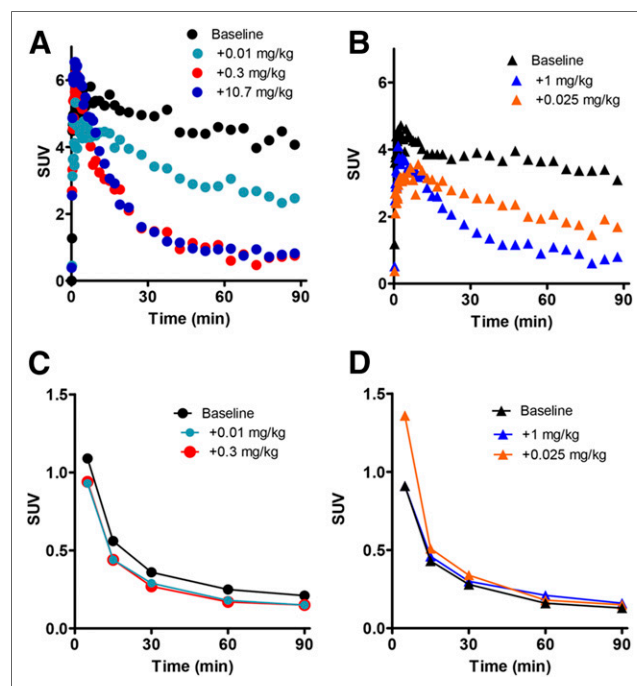 A
Baseline
+0.01 mg/kg
+0.3 mg/kg
+10.7 mg/kg
6
4
2
0
SUV
0 30 60 90
Time (min)
B
Baseline
+1 mg/kg
+0.025 mg/kg
6
4
2
0
SUV
0 30 60 90
Time (min)
C
Baseline
+0.01 mg/kg
+0.3 mg/kg
1.5
1.0
0.5
0.0
SUV
0 30 60 90
Time (min)
D
Baseline
+1 mg/kg
+0.025 mg/kg
1.5
1.0
0.5
0.0
SUV
0 30 60 90
Time (min)